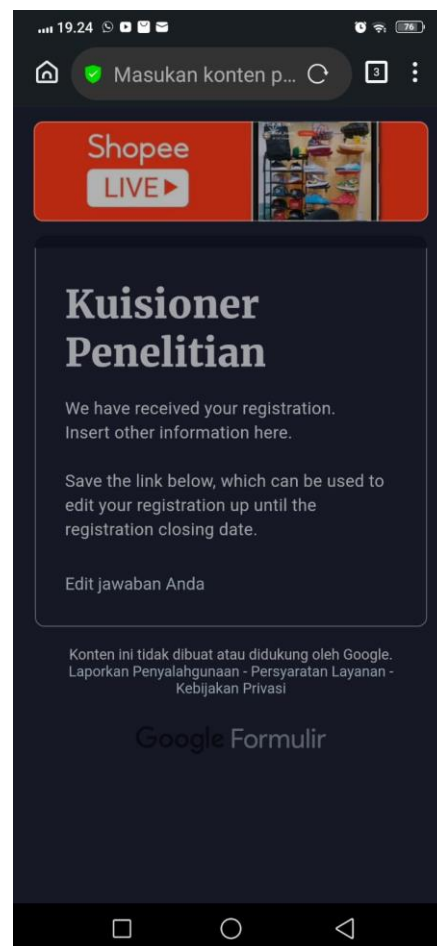 19.24
76
Masukan konten p...
3
Shopee
LIVE
Kuisioner
Penelitian
We have received your registration.
Insert other information here.
Save the link below, which can be used to
edit your registration up until the
registration closing date.
Edit jawaban Anda
Konten ini tidak dibuat atau didukung oleh Google.
Laporkan Penyalahgunaan - Persyaratan Layanan -
Kebijakan Privasi
Google Formulir